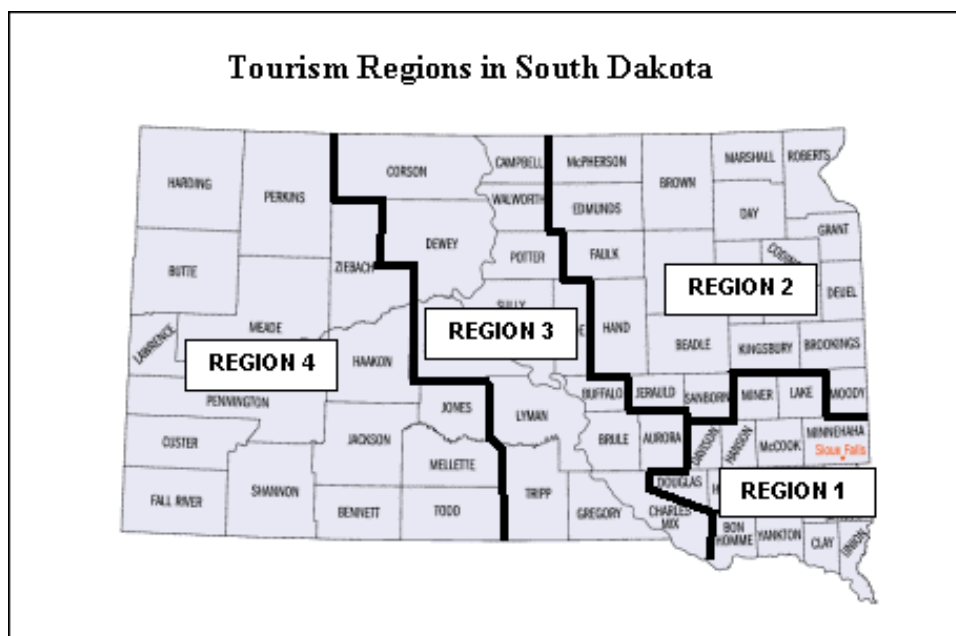 Tourism Regions in South Dakota
HARDING
PERKINS
CORSON
CAMPBELL
McPHERSON
BROWN
MARSHALL
ROBERTS
WALWORTH
EDMUNDS
DAY
BUTTE
ZIEBACH
DEWEY
POTTER
FAULK
GRANT
REGION 2
DEUEL
LAWRENCE
MEADE
HAAKON
REGION 3
HAND
BEADLE
KINGSBURY
BROOKINGS
REGION 4
PENNINGTON
JONES
LYMAN
BUFFALO
JERAULD
SANBORN
MINER
LAKE
MOODY
CUSTER
JACKSON
MELLETTE
BRULE
AURORA
DAVISON
HANSON
McCOOK
MINNEHAHA
Sioux Falls
FALL RIVER
SHANNON
BENNETT
TODD
TRIPP
GREGORY
CHARLES
MIX
DOUGLAS
REGION 1
BON
HOMME
YANKTON
CLAY
UNION